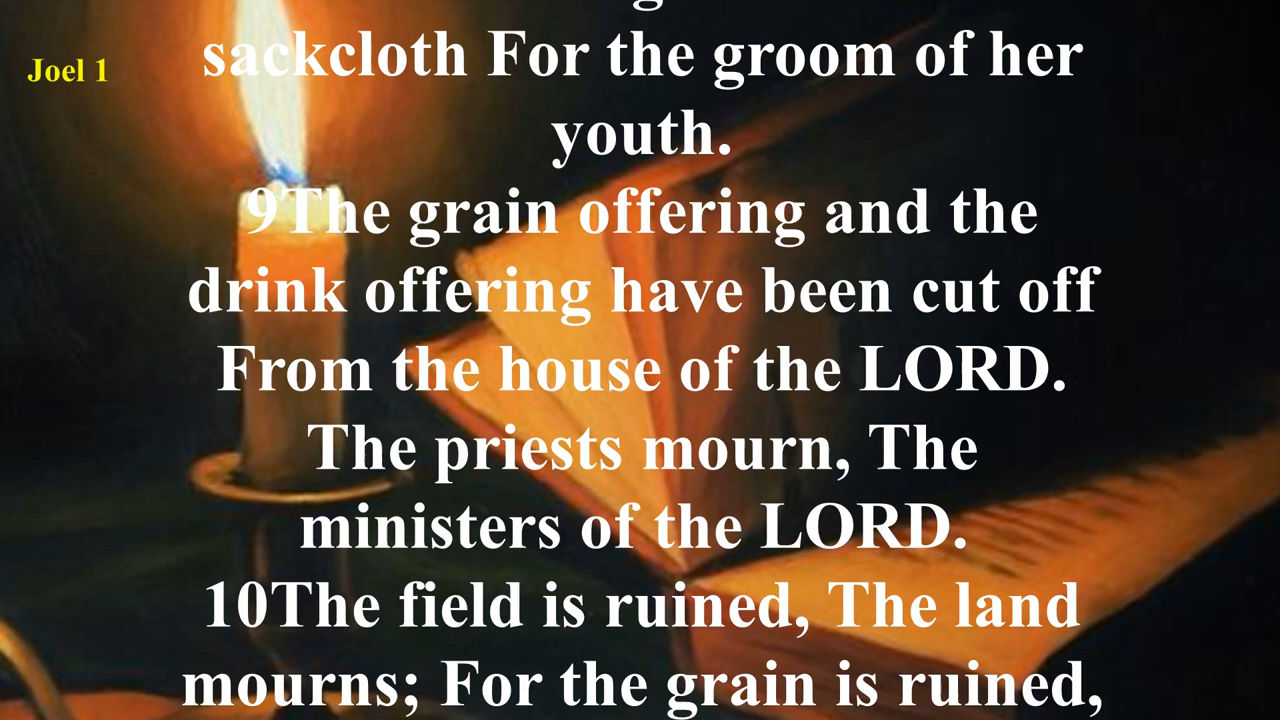 Joel 1
sackcloth For the groom of her
youth.
9The grain offering and the
drink offering have been cut off
From the house of the LORD.
The priests mourn, The
ministers of the LORD.
10The field is ruined, The land
mourns; For the grain is ruined,